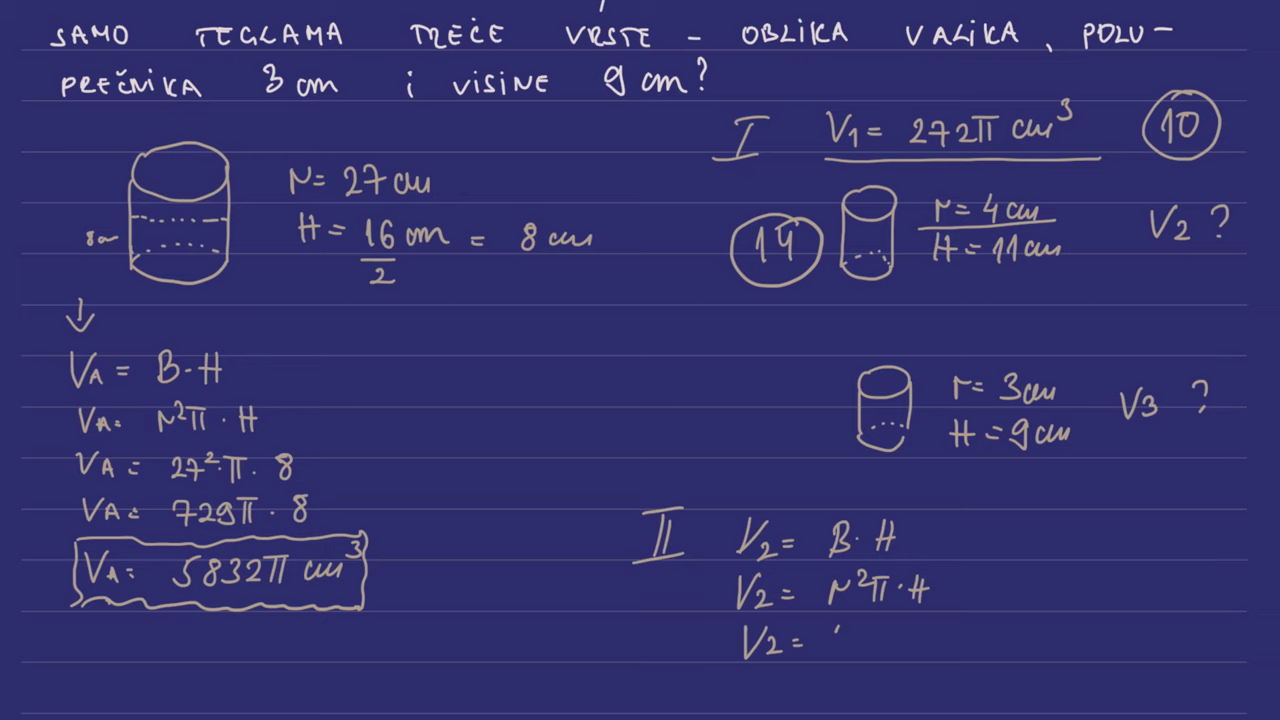 SAMO TEGLAMA TREĆE VRSTE - OBLIKA VALJKA, POLU-
PREČNIKA 3 cm i VISINE 9 cm?
I V1 = 272π cm³ 10
r = 27 cm
H = 16 cm / 2 = 8 cm
8 cm
14 r = 4 cm
H = 11 cm
V2 ?
↓
VA = B · H
VA = r²π · H
VA = 27² · π · 8
VA = 729π · 8
VA = 5832π cm³
r = 3 cm
H = 9 cm
V3 ?
II V2 = B · H
V2 = r²π · H
V2 =